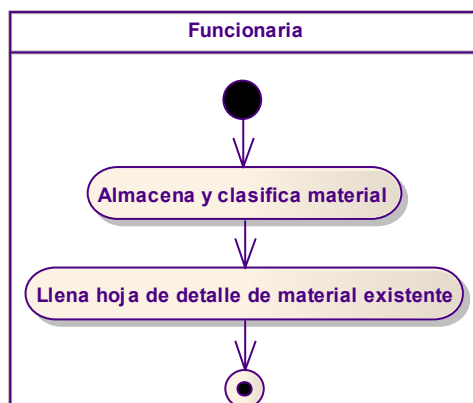 Funcionaria
Almacena y clasifica material
Llena hoja de detalle de material existente